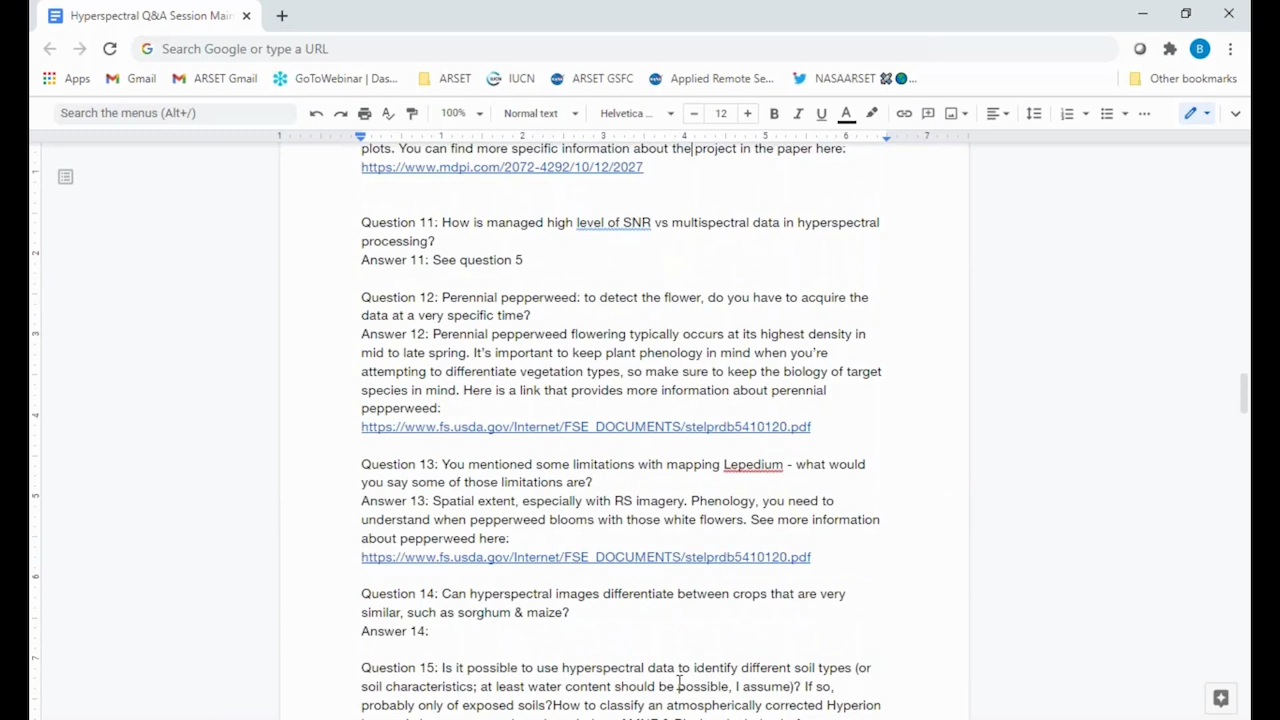 Hyperspectral Q&A Session Main
Search Google or type a URL
B
Apps
Gmail
ARSET Gmail
GoToWebinar | Das...
ARSET
IUCN
ARSET GSFC
Applied Remote Se...
NASAARSET
Other bookmarks
Search the menus (Alt+/)
100%
Normal text
Helvetica ...
12
B I U A
1 1 2 3 4 5 6 7
plots. You can find more specific information about the project in the paper here:
https://www.mdpi.com/2072-4292/10/12/2027
Question 11: How is managed high level of SNR vs multispectral data in hyperspectral
processing?
Answer 11: See question 5
Question 12: Perennial pepperweed: to detect the flower, do you have to acquire the
data at a very specific time?
Answer 12: Perennial pepperweed flowering typically occurs at its highest density in
mid to late spring. It's important to keep plant phenology in mind when you're
attempting to differentiate vegetation types, so make sure to keep the biology of target
species in mind. Here is a link that provides more information about perennial
pepperweed:
https://www.fs.usda.gov/Internet/FSE_DOCUMENTS/stelprdb5410120.pdf
Question 13: You mentioned some limitations with mapping Lepedium - what would
you say some of those limitations are?
Answer 13: Spatial extent, especially with RS imagery. Phenology, you need to
understand when pepperweed blooms with those white flowers. See more information
about pepperweed here:
https://www.fs.usda.gov/Internet/FSE_DOCUMENTS/stelprdb5410120.pdf
Question 14: Can hyperspectral images differentiate between crops that are very
similar, such as sorghum & maize?
Answer 14:
Question 15: Is it possible to use hyperspectral data to identify different soil types (or
soil characteristics; at least water content should be possible, I assume)? If so,
probably only of exposed soils?How to classify an atmospherically corrected Hyperion